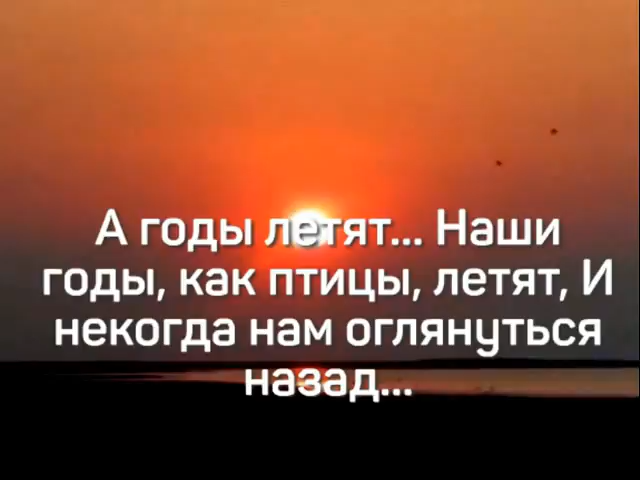 А годы летят... Наши
годы, как птицы, летят, И
некогда нам оглянуться
назад...